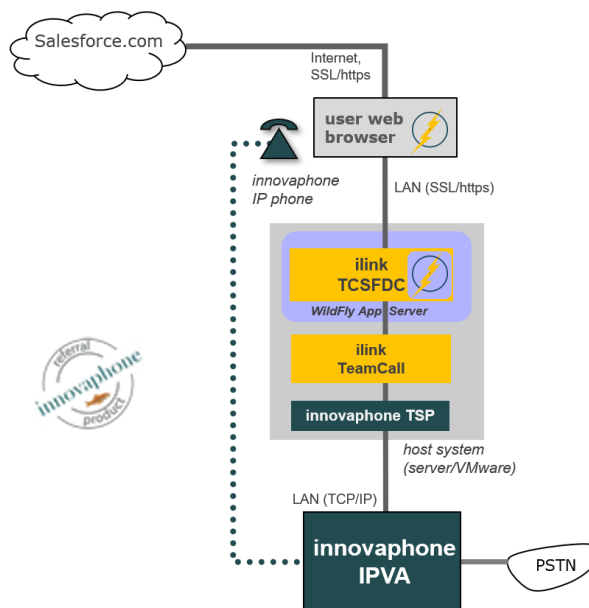 Salesforce.com
Internet,
SSL/https
user web
browser
innovaphone
IP phone
LAN (SSL/https)
ilink
TCSFDC
WildFly App Server
ilink
TeamCall
innovaphone TSP
referral
innovaphone
product
host system
(server/VMware)
LAN (TCP/IP)
innovaphone
IPVA
PSTN